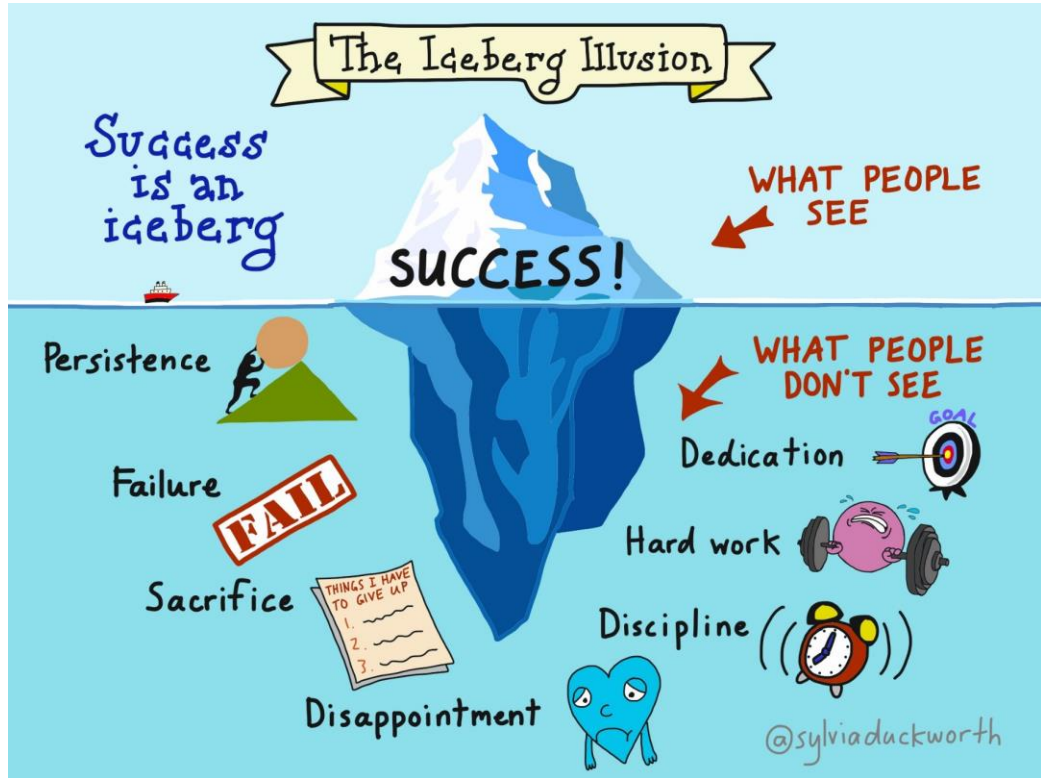 The Iceberg Illusion
Success
is an
iceberg
WHAT PEOPLE
SEE
SUCCESS!
WHAT PEOPLE
DON'T SEE
Persistence
GOAL
Dedication
Failure
FAIL
Hard work
Sacrifice
THINGS I HAVE
TO GIVE UP
1.
2.
3.
Discipline
Disappointment
@sylviaduckworth